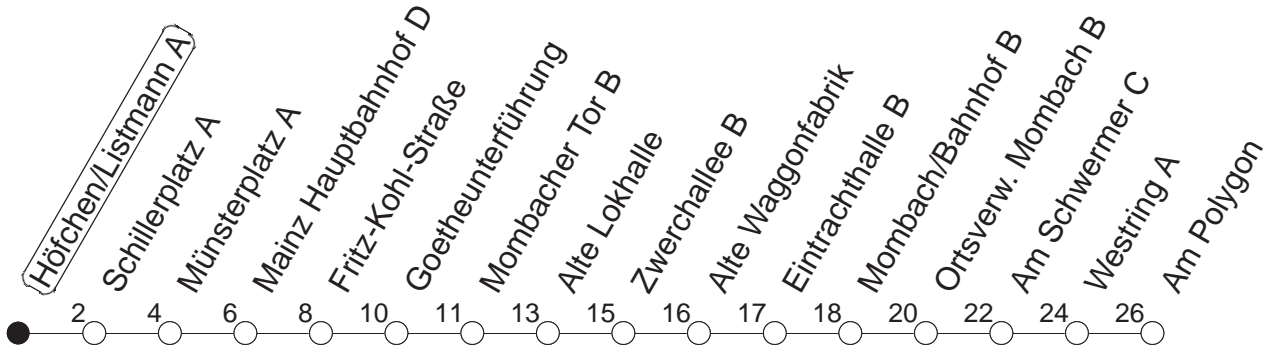 Höfchen/Listmann A
Schillerplatz A
Münsterplatz A
Mainz Hauptbahnhof D
Fritz-Kohl-Straße
Goetheunterführung
Mombacher Tor B
Alte Lokhalle
Zwerchallee B
Alte Waggonfabrik
Eintrachthalle B
Mombach/Bahnhof B
Ortsverw. Mombach B
Am Schwermer C
Westring A
Am Polygon
2 4 6 8 10 11 13 15 16 17 18 20 22 24 26